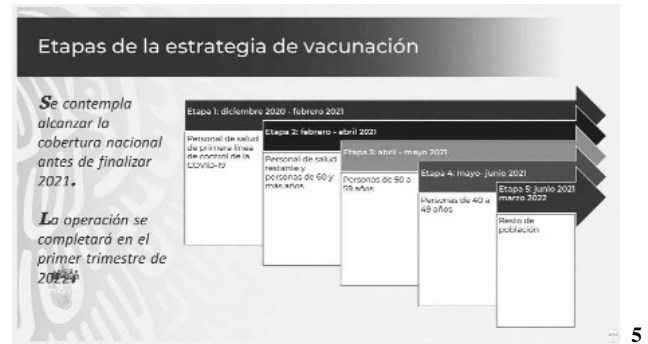 Etapas de la estrategia de vacunación
Se contempla
alcanzar la
cobertura nacional
antes de finalizar
2021.
La operación se
completará en el
primer trimestre de
Etapa 1: diciembre 2020 - febrero 2021
Personal de salud
de primera línea
de control de la
COVID-19
Etapa 2: febrero - abril 2021
Personal de salud
restante y
personas de 60 y
más años.
Etapa 3: abril - mayo 2021
Personas de 50 a
59 años
Etapa 4: mayo- junio 2021
Personas de 40 a
49 años
Etapa 5: junio 2021
marzo 2022
Resto de
población
5